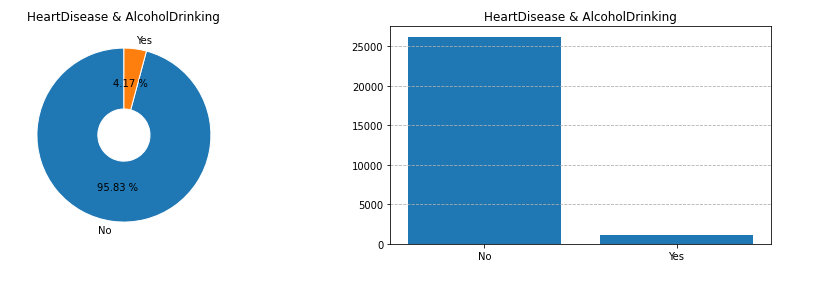 HeartDisease & AlcoholDrinking
Yes
4.17 %
95.83 %
No
HeartDisease & AlcoholDrinking
25000
20000
15000
10000
5000
0
No
Yes